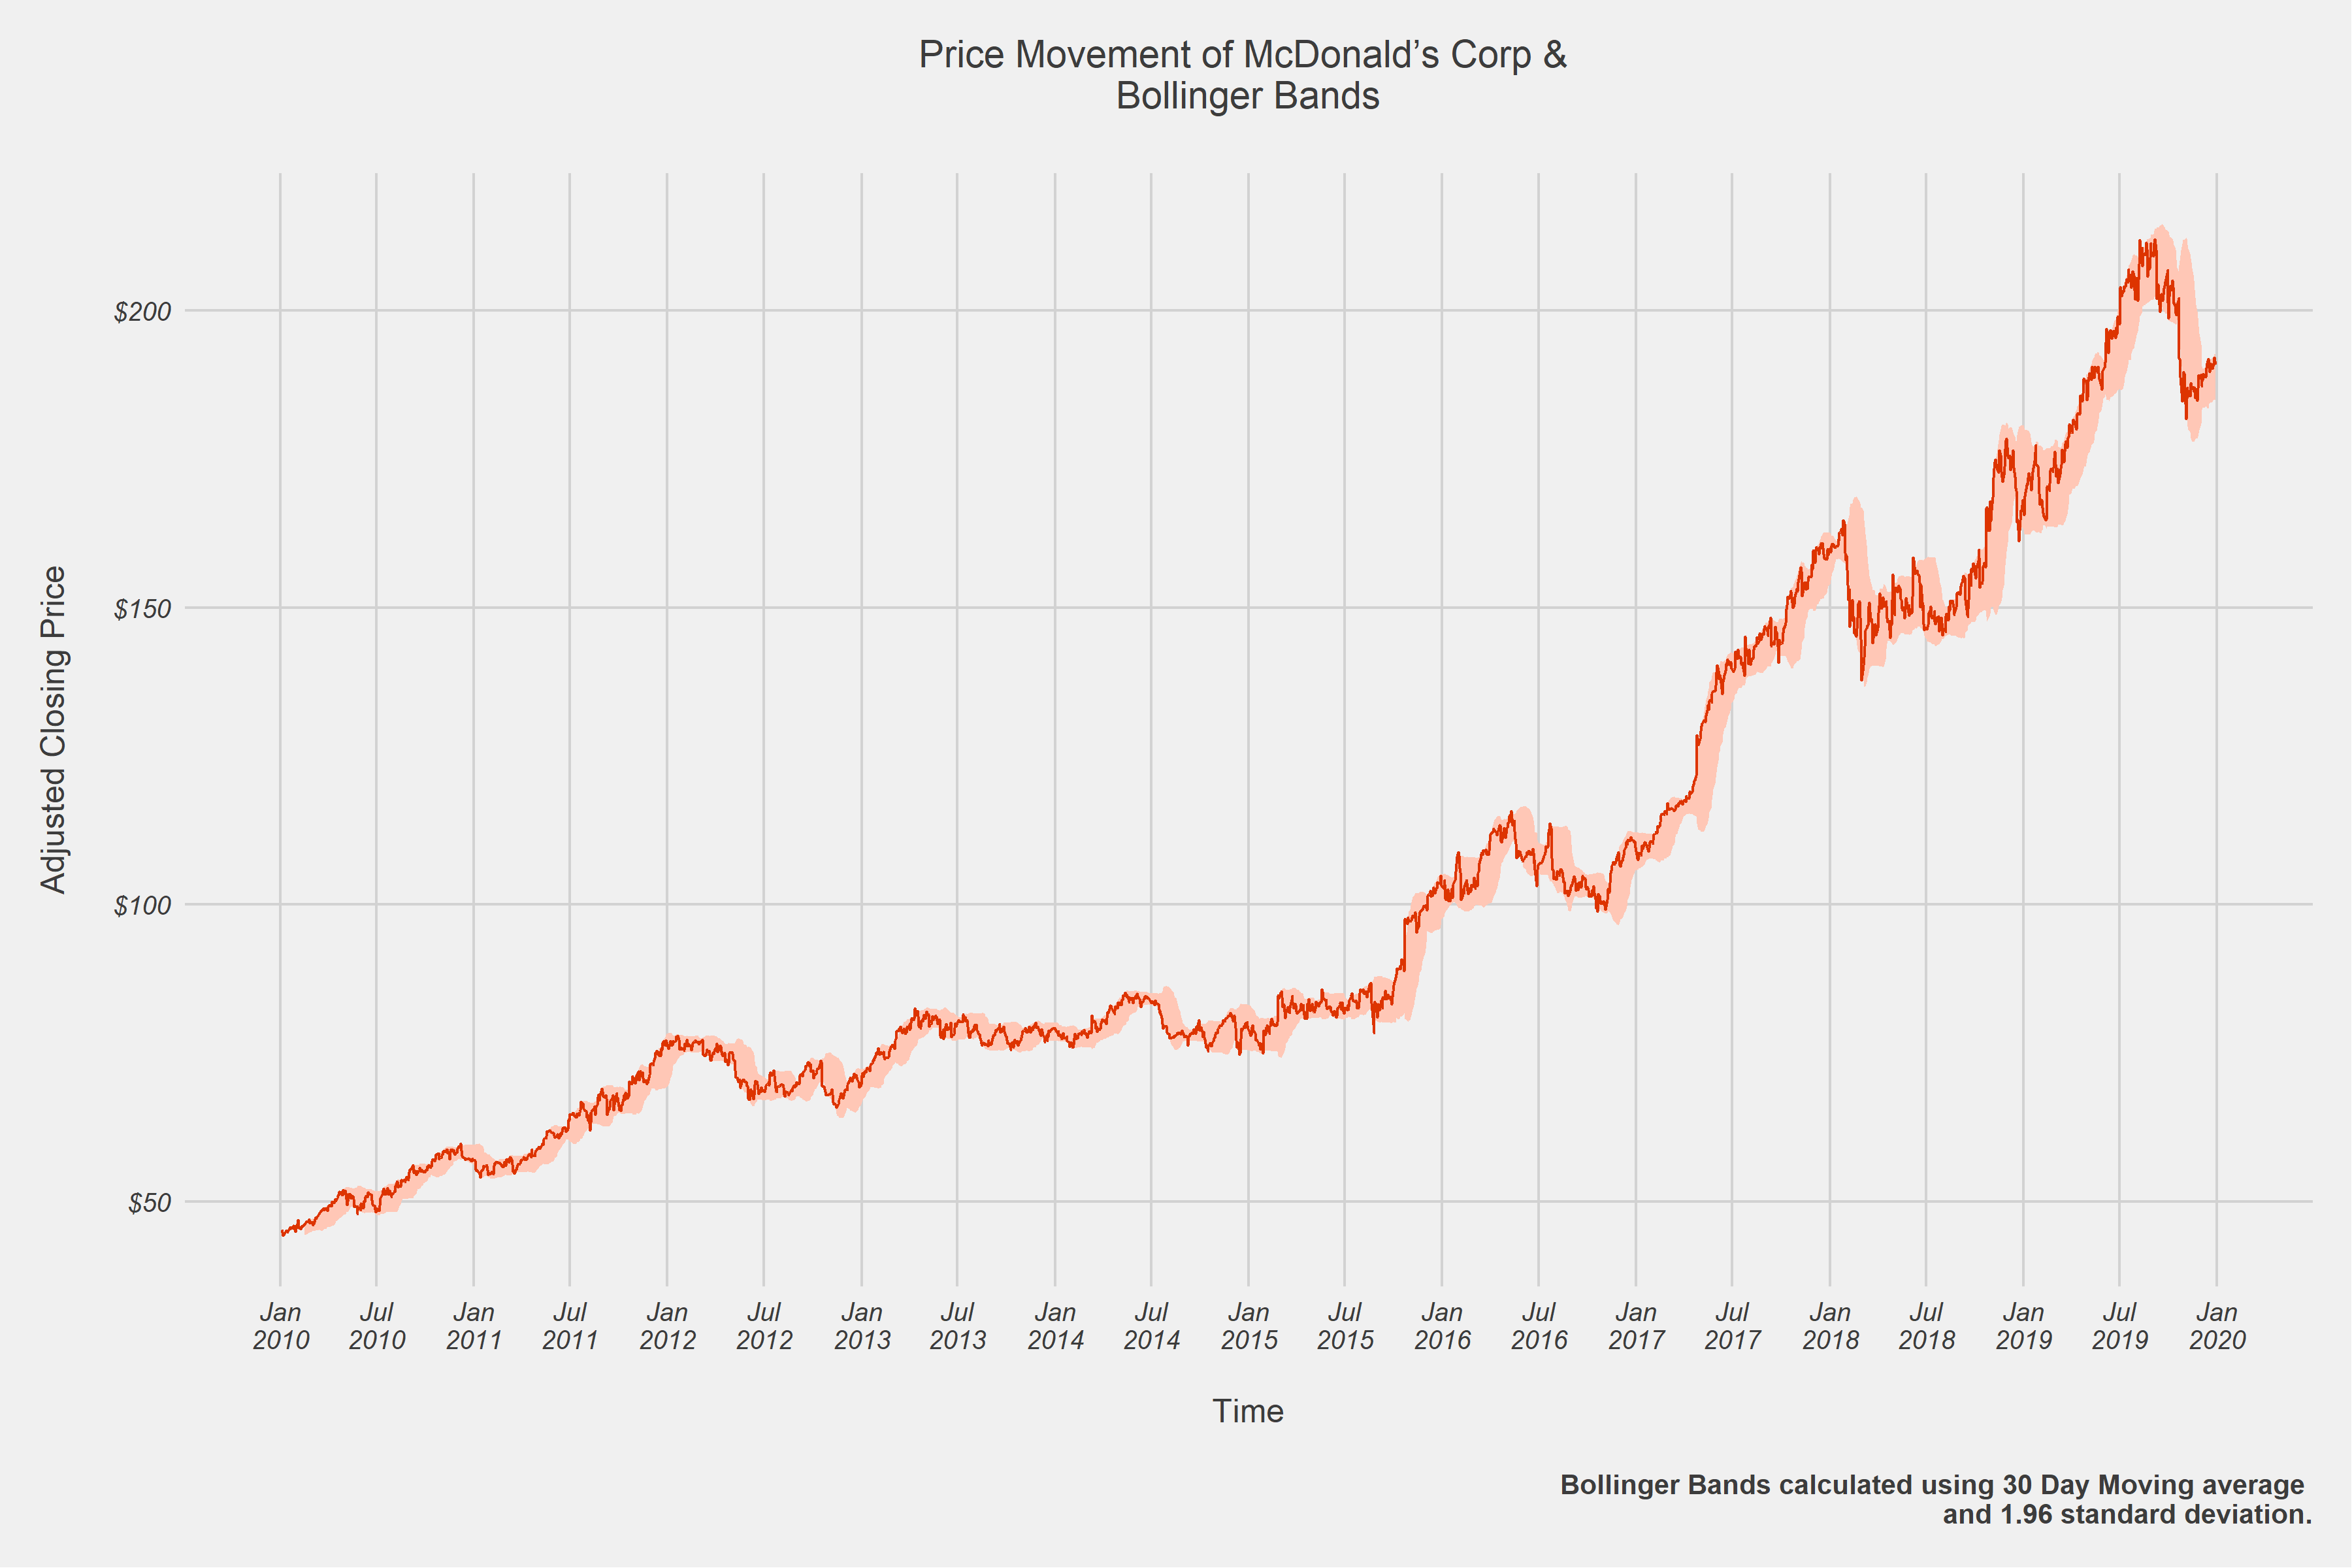 Price Movement of McDonald’s Corp &
Bollinger Bands
Adjusted Closing Price
$200
$150
$100
$50
Jan Jul Jan Jul Jan Jul Jan Jul Jan Jul Jan Jul Jan Jul Jan Jul Jan Jul Jan Jul Jan
2010 2010 2011 2011 2012 2012 2013 2013 2014 2014 2015 2015 2016 2016 2017 2017 2018 2018 2019 2019 2020
Time
Bollinger Bands calculated using 30 Day Moving average
and 1.96 standard deviation.